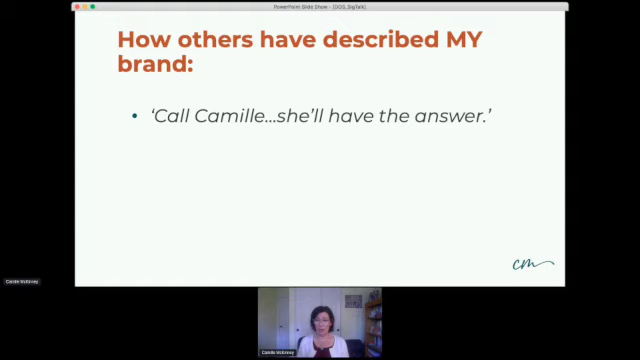 PowerPoint Slide Show - [DOG_SigTalk]
How others have described MY
brand:
• ‘Call Camille...she’ll have the answer.’
cm
Camille McKinney
Camille McKinney